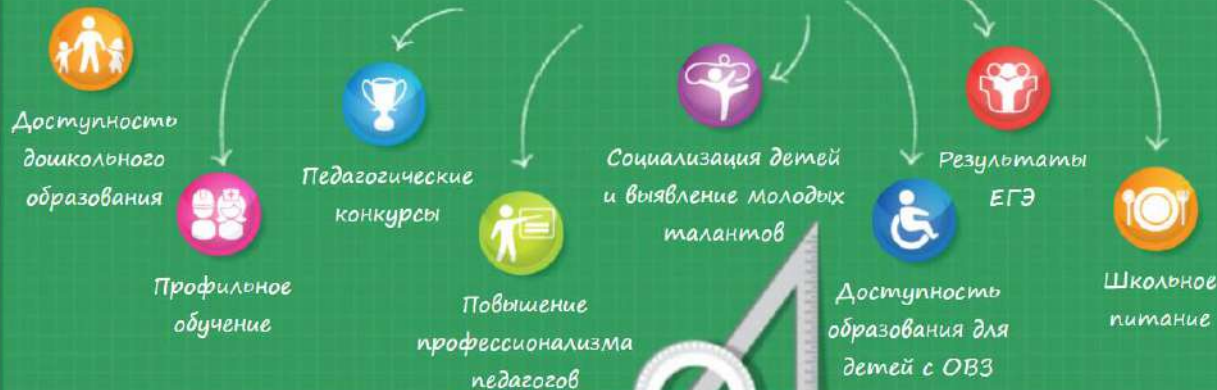 Доступность
дошкольного
образования
Профильное
обучение
Педагогические
конкурсы
Повышение
профессионализма
педагогов
Социализация детей
и выявление молодых
талантов
Доступность
образования для
детей с ОВЗ
Результаты
ЕГЭ
Школьное
питание